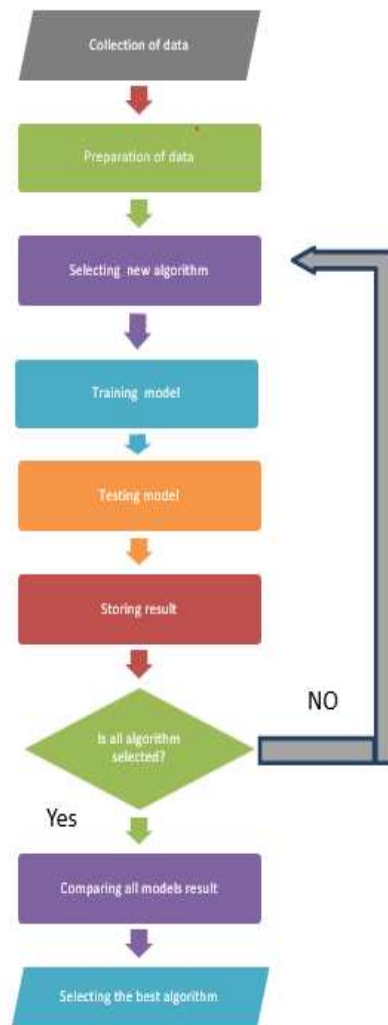 Collection of data
Preparation of data
Selecting new algorithm
Training model
Testing model
Storing result
Is all algorithm
selected?
NO
Yes
Comparing all models result
Selecting the best algorithm